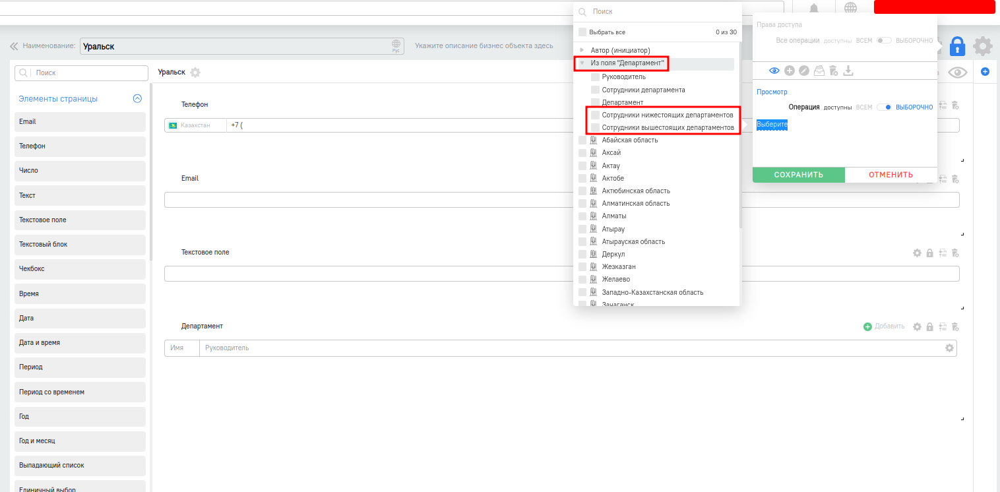 Наименование:
Уральск
Рус
Укажите описание бизнес объекта здесь
Поиск
Элементы страницы
Email
Телефон
Число
Текст
Текстовое поле
Текстовый блок
Чекбокс
Время
Дата
Дата и время
Период
Период со временем
Год
Год и месяц
Выпадающий список
Единичный выбор
Уральск
Телефон
Казахстан
+7 (
Email
Текстовое поле
Департамент
Добавить
Имя
Руководитель
Поиск
Выбрать все
0 из 30
Автор (инициатор)
Из поля "Департамент"
Руководитель
Сотрудники департамента
Департамент
Сотрудники нижестоящих департаментов
Сотрудники вышестоящих департаментов
Абайская область
Аксай
Актау
Актобе
Актюбинская область
Алматинская область
Алматы
Атырау
Атырауская область
Деркул
Жезказган
Желаево
Западно-Казахстанская область
Зачаганск
Права доступа
Все операции доступны ВСЕМ ВЫБОРОЧНО
Просмотр
Операция доступны ВСЕМ ВЫБОРОЧНО
Выберите
СОХРАНИТЬ
ОТМЕНИТЬ